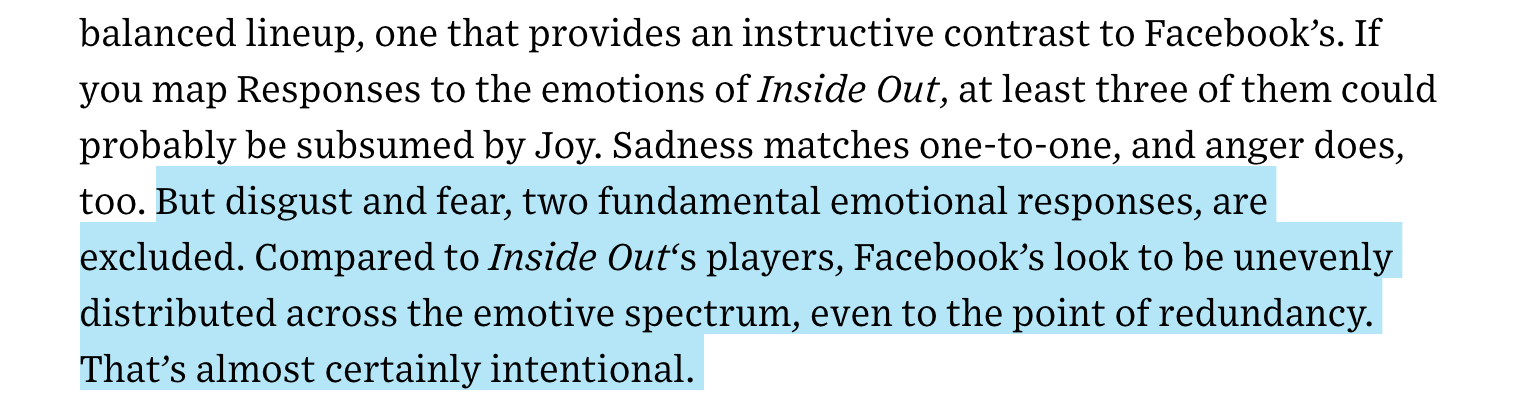 balanced lineup, one that provides an instructive contrast to Facebook’s. If
you map Responses to the emotions of Inside Out, at least three of them could
probably be subsumed by Joy. Sadness matches one-to-one, and anger does,
too. But disgust and fear, two fundamental emotional responses, are
excluded. Compared to Inside Out‘s players, Facebook’s look to be unevenly
distributed across the emotive spectrum, even to the point of redundancy.
That’s almost certainly intentional.